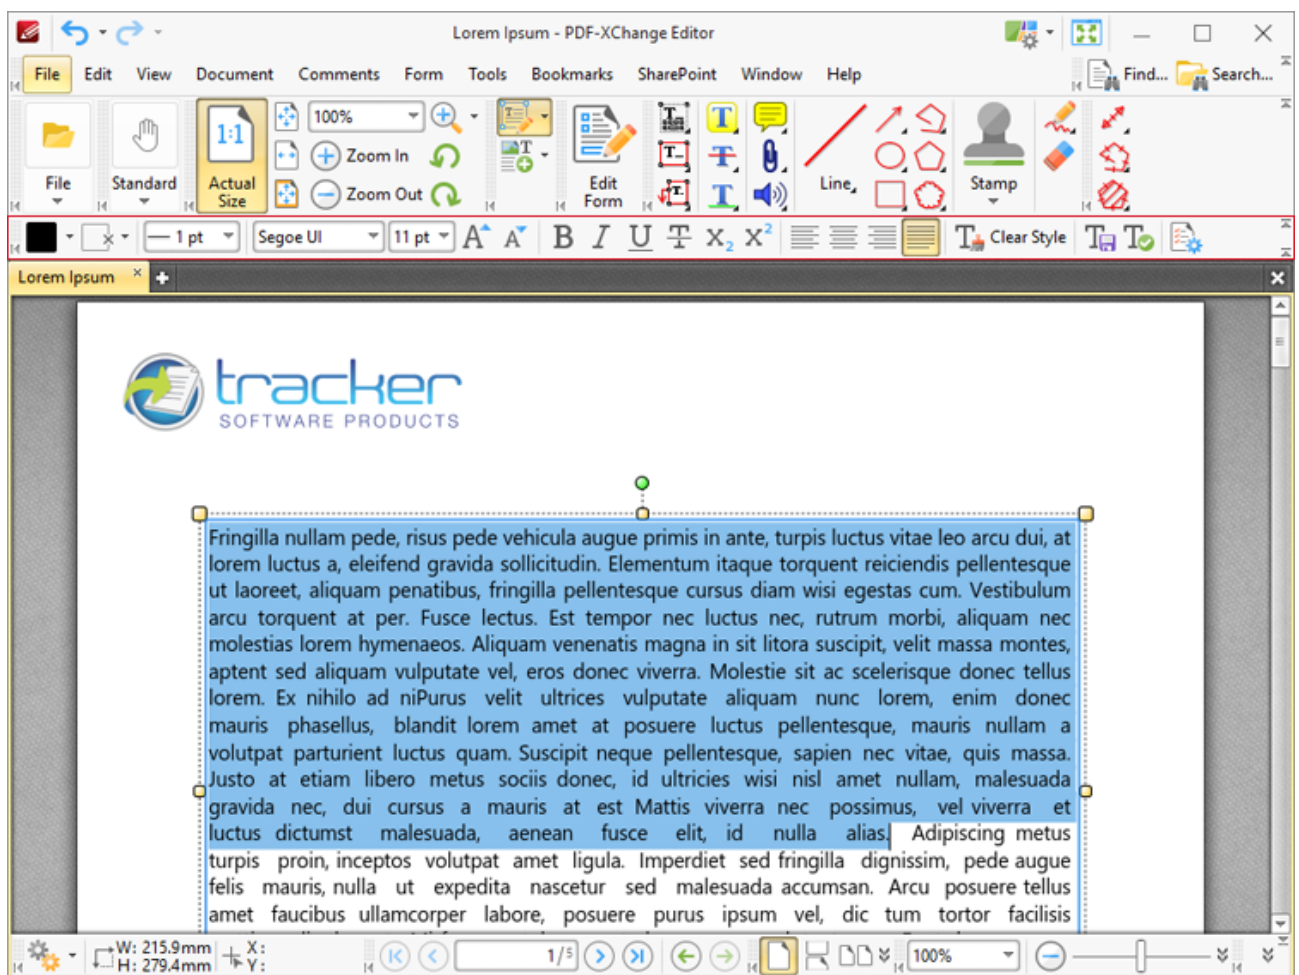 Lorem Ipsum - PDF-XChange Editor
File Edit View Document Comments Form Tools Bookmarks SharePoint Window Help Find... Search...
100%
1:1
Zoom In
File Standard Actual Size Zoom Out Edit Form Line Stamp
1 pt Segoe UI 11 pt Clear Style
Lorem Ipsum
tracker
SOFTWARE PRODUCTS
Fringilla nullam pede, risus pede vehicula augue primis in ante, turpis luctus vitae leo arcu dui, at
lorem luctus a, eleifend gravida sollicitudin. Elementum itaque torquent reiciendis pellentesque
ut laoreet, aliquam penatibus, fringilla pellentesque cursus diam wisi egestas cum. Vestibulum
arcu torquent at per. Fusce lectus. Est tempor nec luctus nec, rutrum morbi, aliquam nec
molestias lorem hymenaeos. Aliquam venenatis magna in sit litora suscipit, velit massa montes,
aptent sed aliquam vulputate vel, eros donec viverra. Molestie sit ac scelerisque donec tellus
lorem. Ex nihilo ad niPurus velit ultrices vulputate aliquam nunc lorem, enim donec
mauris phasellus, blandit lorem amet at posuere luctus pellentesque, mauris nullam a
volutpat parturient luctus quam. Suscipit neque pellentesque, sapien nec vitae, quis massa.
Justo at etiam libero metus sociis donec, id ultricies wisi nisl amet nullam, malesuada
gravida nec, dui cursus a mauris at est Mattis viverra nec possimus, vel viverra et
luctus dictumst malesuada, aenean fusce elit, id nulla alias. Adipiscing metus
turpis proin, inceptos volutpat amet ligula. Imperdiet sed fringilla dignissim, pede augue
felis mauris, nulla ut expedita nascetur sed malesuada accumsan. Arcu posuere tellus
amet faucibus ullamcorper labore, posuere purus ipsum vel, dic tum tortor facilisis
W: 215.9mm X:
H: 279.4mm Y:
1/5
100%